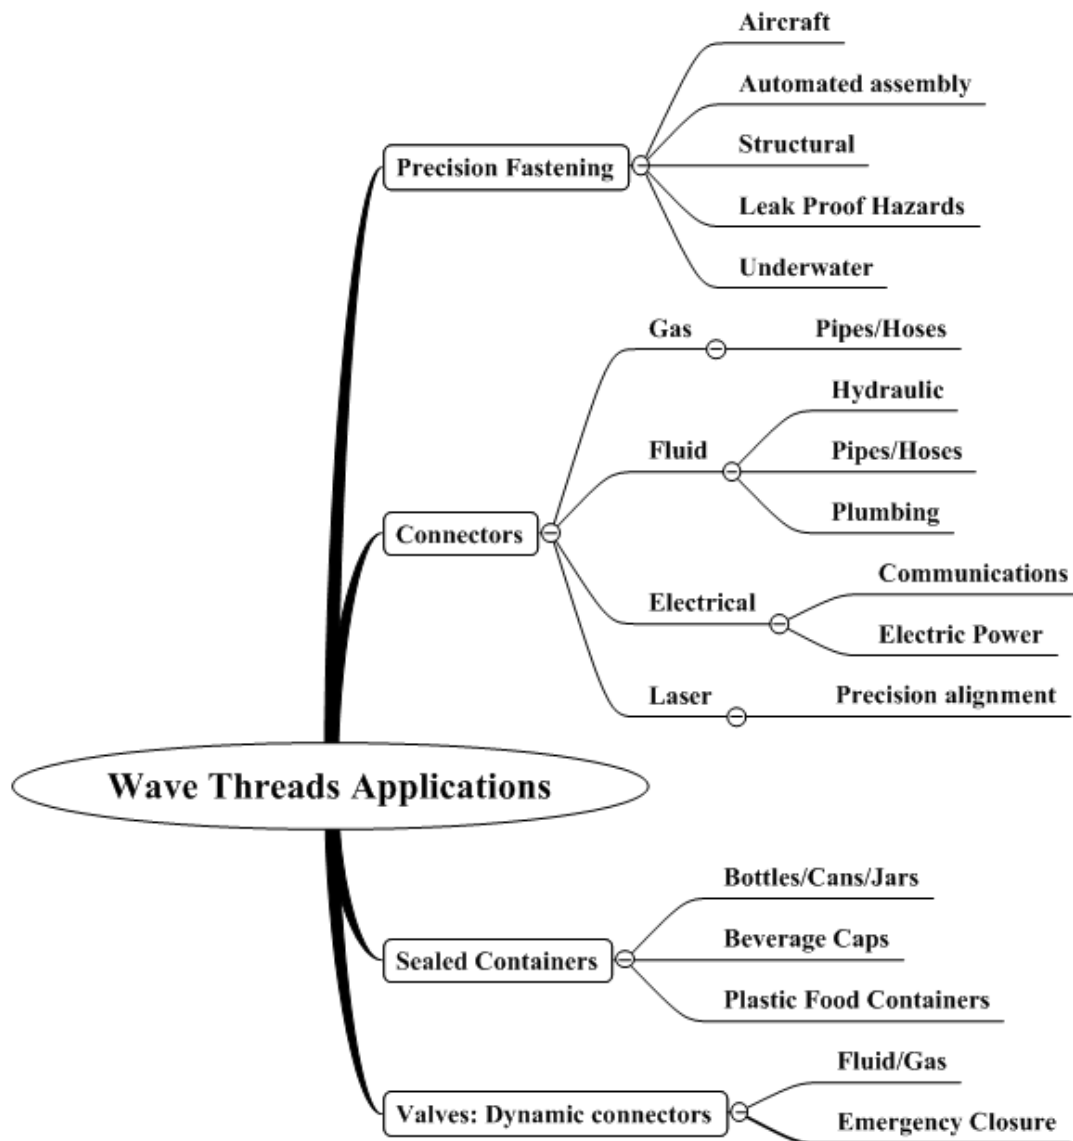 Aircraft
Automated assembly
Precision Fastening
Structural
Leak Proof Hazards
Underwater
Gas
Pipes/Hoses
Hydraulic
Fluid
Pipes/Hoses
Plumbing
Connectors
Communications
Electrical
Electric Power
Laser
Precision alignment
Wave Threads Applications
Bottles/Cans/Jars
Beverage Caps
Sealed Containers
Plastic Food Containers
Fluid/Gas
Valves: Dynamic connectors
Emergency Closure